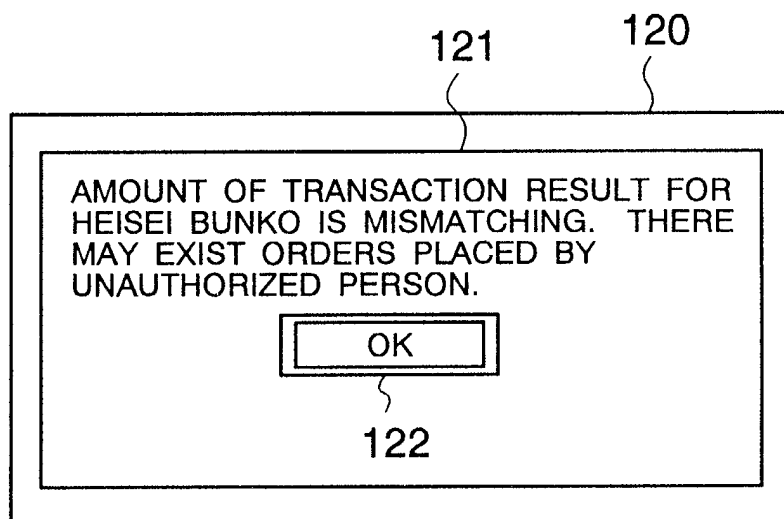 120
121
AMOUNT OF TRANSACTION RESULT FOR
HEISEI BUNKO IS MISMATCHING. THERE
MAY EXIST ORDERS PLACED BY
UNAUTHORIZED PERSON.
OK
122